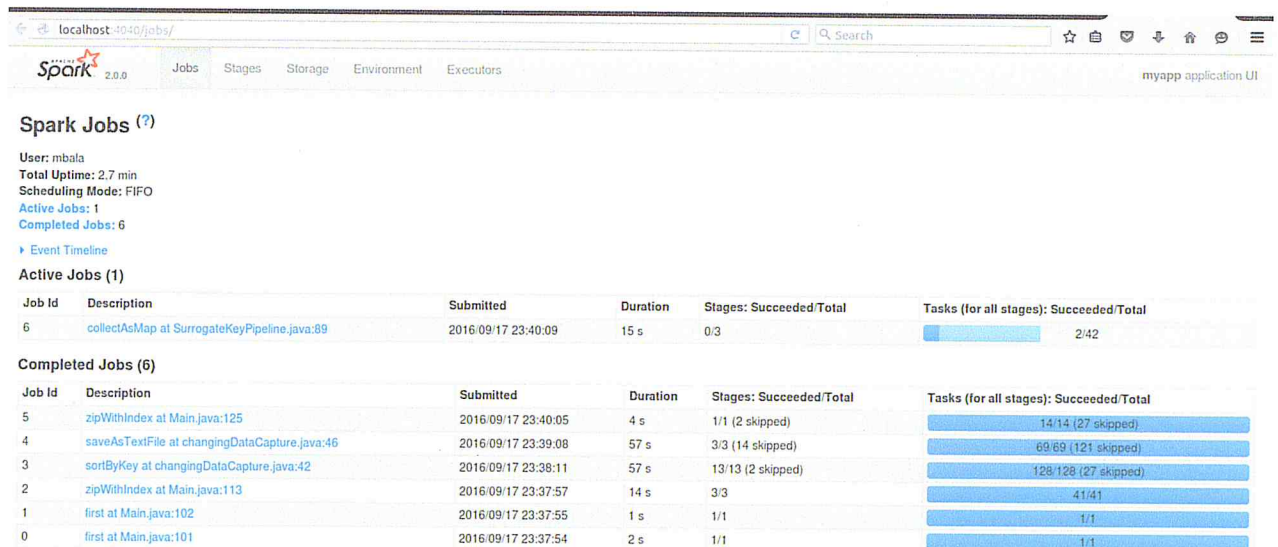 localhost:4040/jobs/ Search
APACHE
Spark 2.0.0 Jobs Stages Storage Environment Executors myapp application UI
Spark Jobs (?)
User: mbala
Total Uptime: 2,7 min
Scheduling Mode: FIFO
Active Jobs: 1
Completed Jobs: 6
Event Timeline
Active Jobs (1)
Job Id Description Submitted Duration Stages: Succeeded/Total Tasks (for all stages): Succeeded/Total
6 collectAsMap at SurrogateKeyPipeline.java:89 2016/09/17 23:40:09 15 s 0/3 2/42
Completed Jobs (6)
Job Id Description Submitted Duration Stages: Succeeded/Total Tasks (for all stages): Succeeded/Total
5 zipWithIndex at Main.java:125 2016/09/17 23:40:05 4 s 1/1 (2 skipped) 14/14 (27 skipped)
4 saveAsTextFile at changingDataCapture.java:46 2016/09/17 23:39:08 57 s 3/3 (14 skipped) 69/69 (121 skipped)
3 sortByKey at changingDataCapture.java:42 2016/09/17 23:38:11 57 s 13/13 (2 skipped) 128/128 (27 skipped)
2 zipWithIndex at Main.java:113 2016/09/17 23:37:57 14 s 3/3 41/41
1 first at Main.java:102 2016/09/17 23:37:55 1 s 1/1 1/1
0 first at Main.java:101 2016/09/17 23:37:54 2 s 1/1 1/1